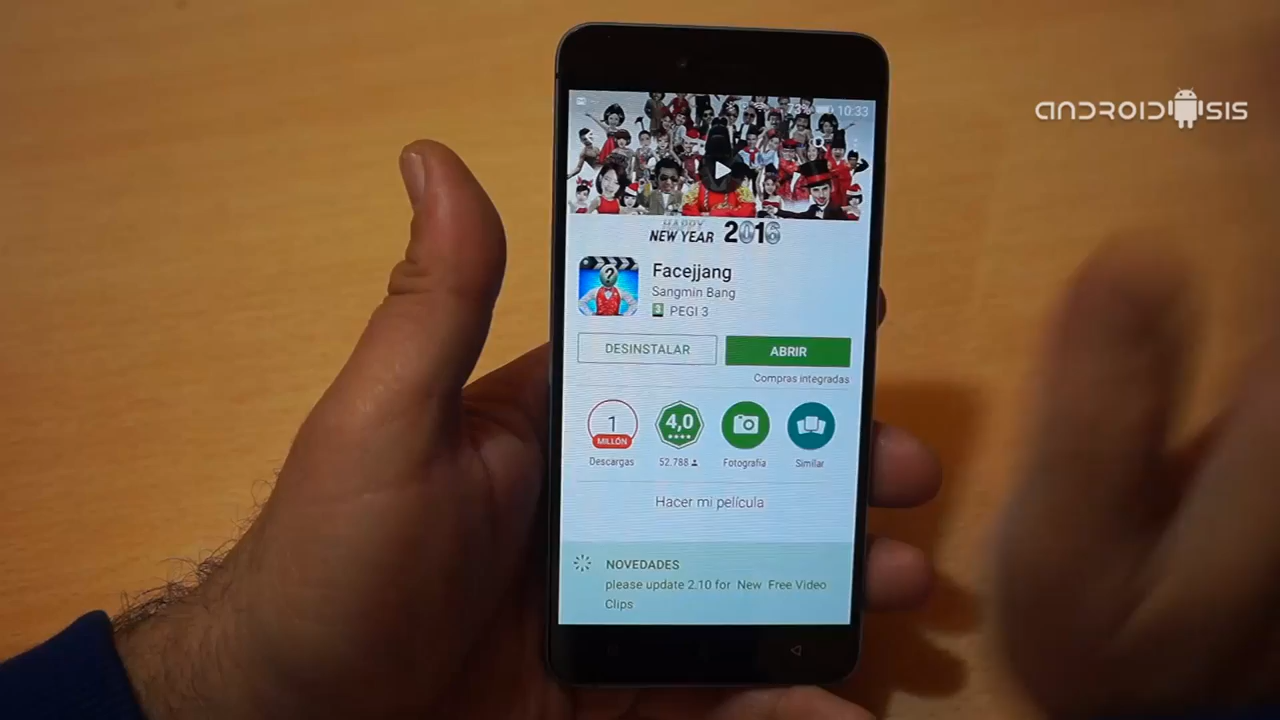 ANDROIDSIS
73% 10:33
HAPPY
NEW YEAR 2016
Facejjang
Sangmin Bang
3 PEGI 3
DESINSTALAR ABRIR
Compras integradas
1 4,0
MILLÓN
Descargas 52.788 Fotografía Similar
Hacer mi película
NOVEDADES
please update 2.10 for New Free Video
Clips